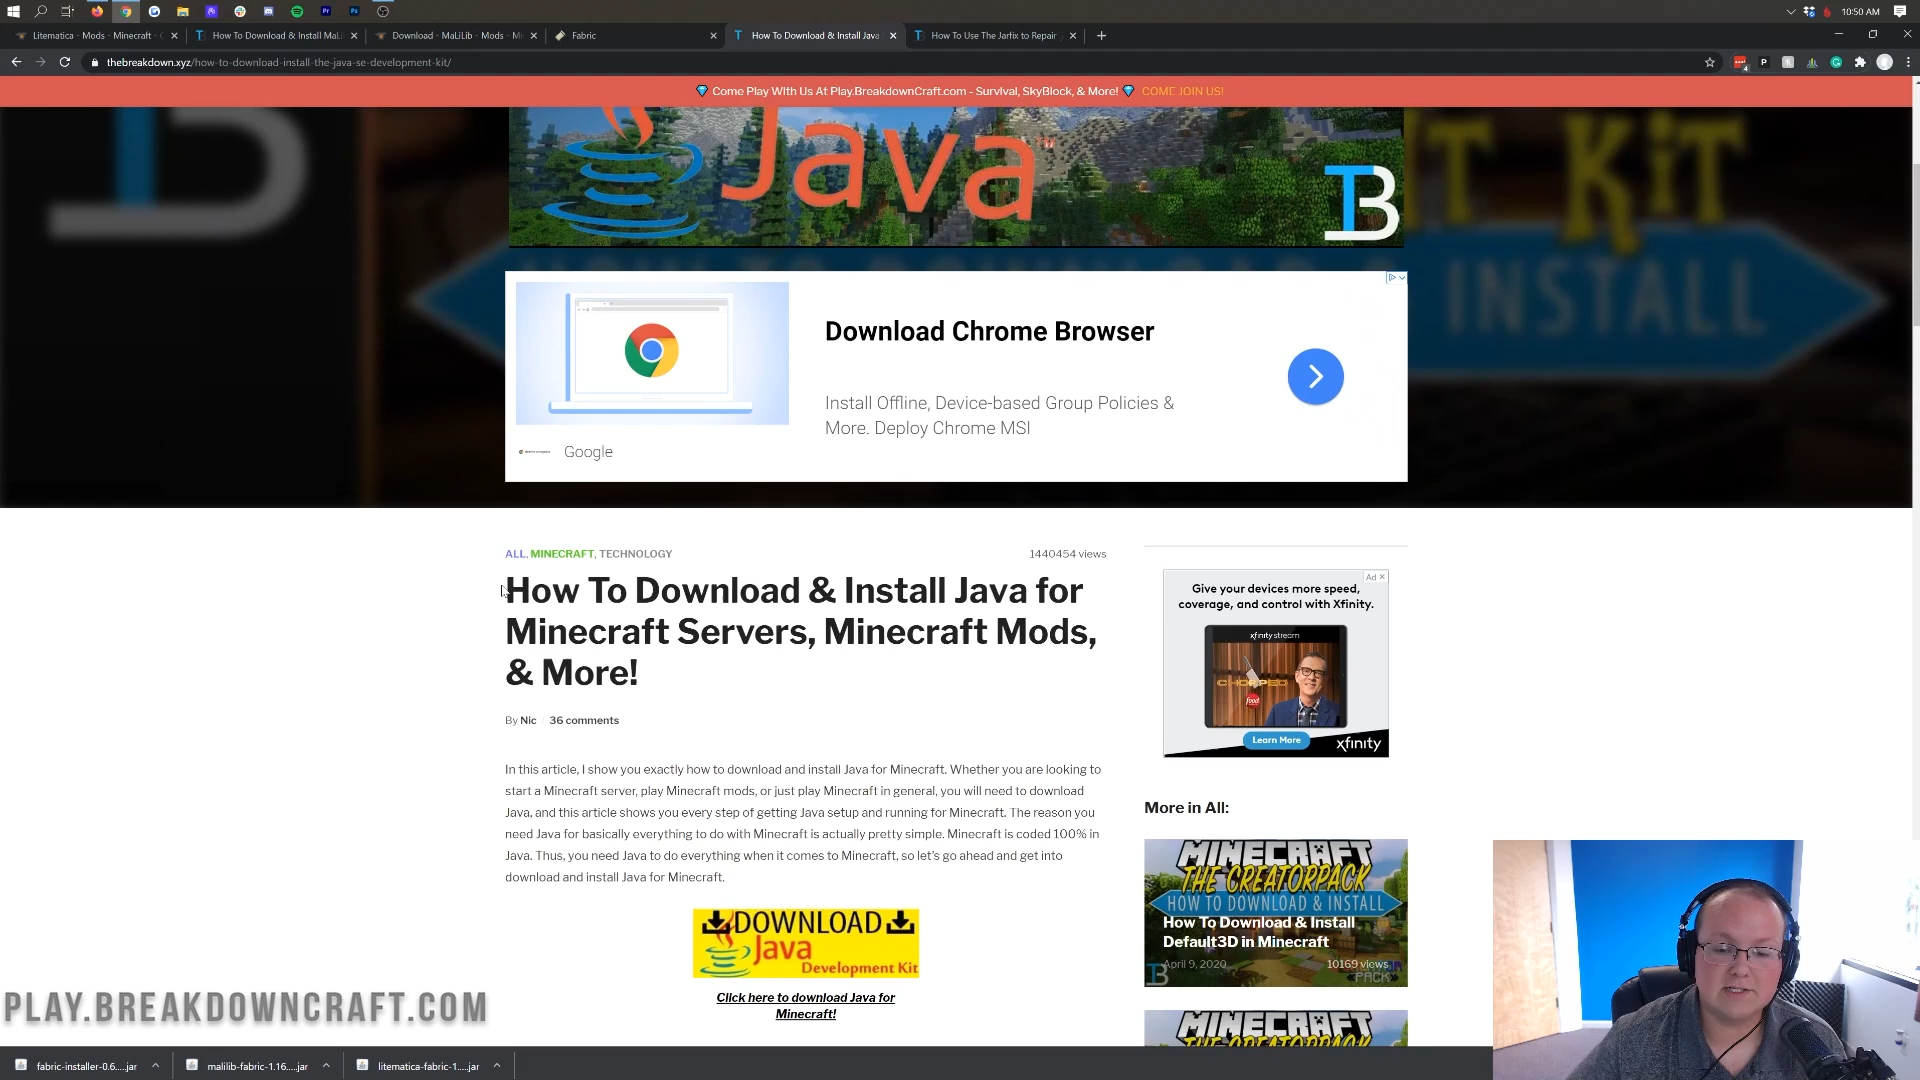 10:50 AM
Litematica - Mods - Minecraft -
How To Download & Install MaLi
Download - MaLiLib - Mods - Mi
Fabric
How To Download & Install Java
How To Use The Jarfix to Repair
thebreakdown.xyz/how-to-download-install-the-java-se-development-kit/
Come Play WIth Us At Play.BreakdownCraft.com - Survival, SkyBlock, & More! COME JOIN US!
Java
TB
KiT
INSTALL
Download Chrome Browser
Install Offline, Device-based Group Policies &
More. Deploy Chrome MSI
Google
ALL, MINECRAFT, TECHNOLOGY
1440454 views
How To Download & Install Java for
Minecraft Servers, Minecraft Mods,
& More!
By Nic / 36 comments
In this article, I show you exactly how to download and install Java for Minecraft. Whether you are looking to
start a Minecraft server, play Minecraft mods, or just play Minecraft in general, you will need to download
Java, and this article shows you every step of getting Java setup and running for Minecraft. The reason you
need Java for basically everything to do with Minecraft is actually pretty simple. Minecraft is coded 100% in
Java. Thus, you need Java to do everything when it comes to Minecraft, so let's go ahead and get into
download and install Java for Minecraft.
DOWNLOAD
Java
Development Kit
Click here to download Java for
Minecraft!
Ad
Give your devices more speed,
coverage, and control with Xfinity.
xfinity stream
CHOPPED
food
Learn More
xfinity
More in All:
MINECRAFT
THE CREATORPACK
HOW TO DOWNLOAD & INSTALL
How To Download & Install
Default3D in Minecraft
April 9, 2020
10169 views
PACK
MINECRAFT
PLAY.BREAKDOWNCRAFT.COM
fabric-installer-0.6....jar
malilib-fabric-1.16....jar
litematica-fabric-1....jar